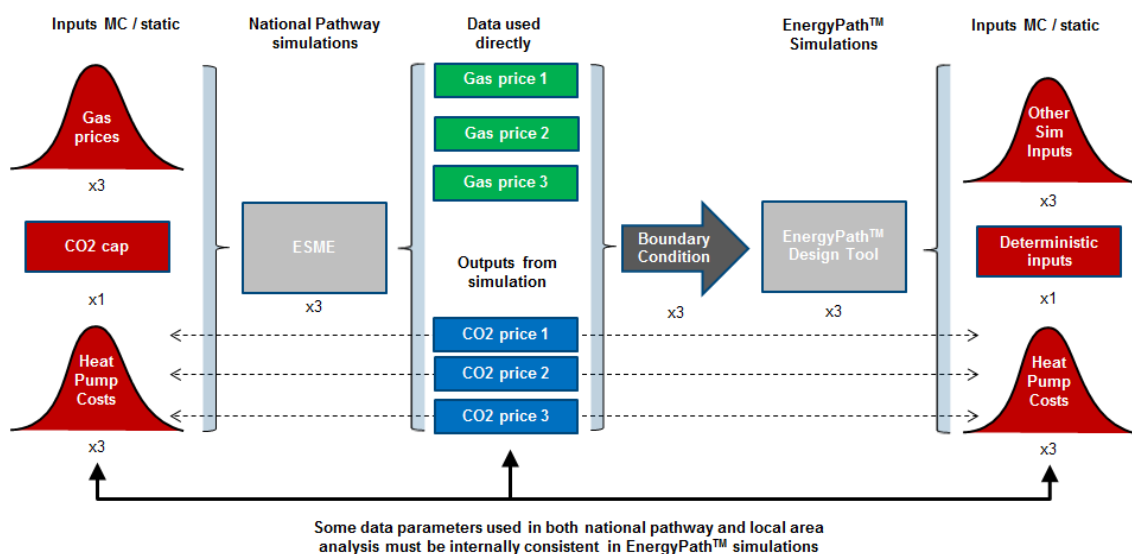 Inputs MC / static
National Pathway
simulations
Data used
directly
EnergyPath™
Simulations
Inputs MC / static
Gas
prices
x3
CO2 cap
x1
Heat
Pump
Costs
x3
ESME
x3
Gas price 1
Gas price 2
Gas price 3
Outputs from
simulation
CO2 price 1
CO2 price 2
CO2 price 3
Boundary
Condition
x3
EnergyPath™
Design Tool
x3
Other
Sim
Inputs
x3
Deterministic
inputs
x1
Heat
Pump
Costs
x3
Some data parameters used in both national pathway and local area
analysis must be internally consistent in EnergyPath™ simulations